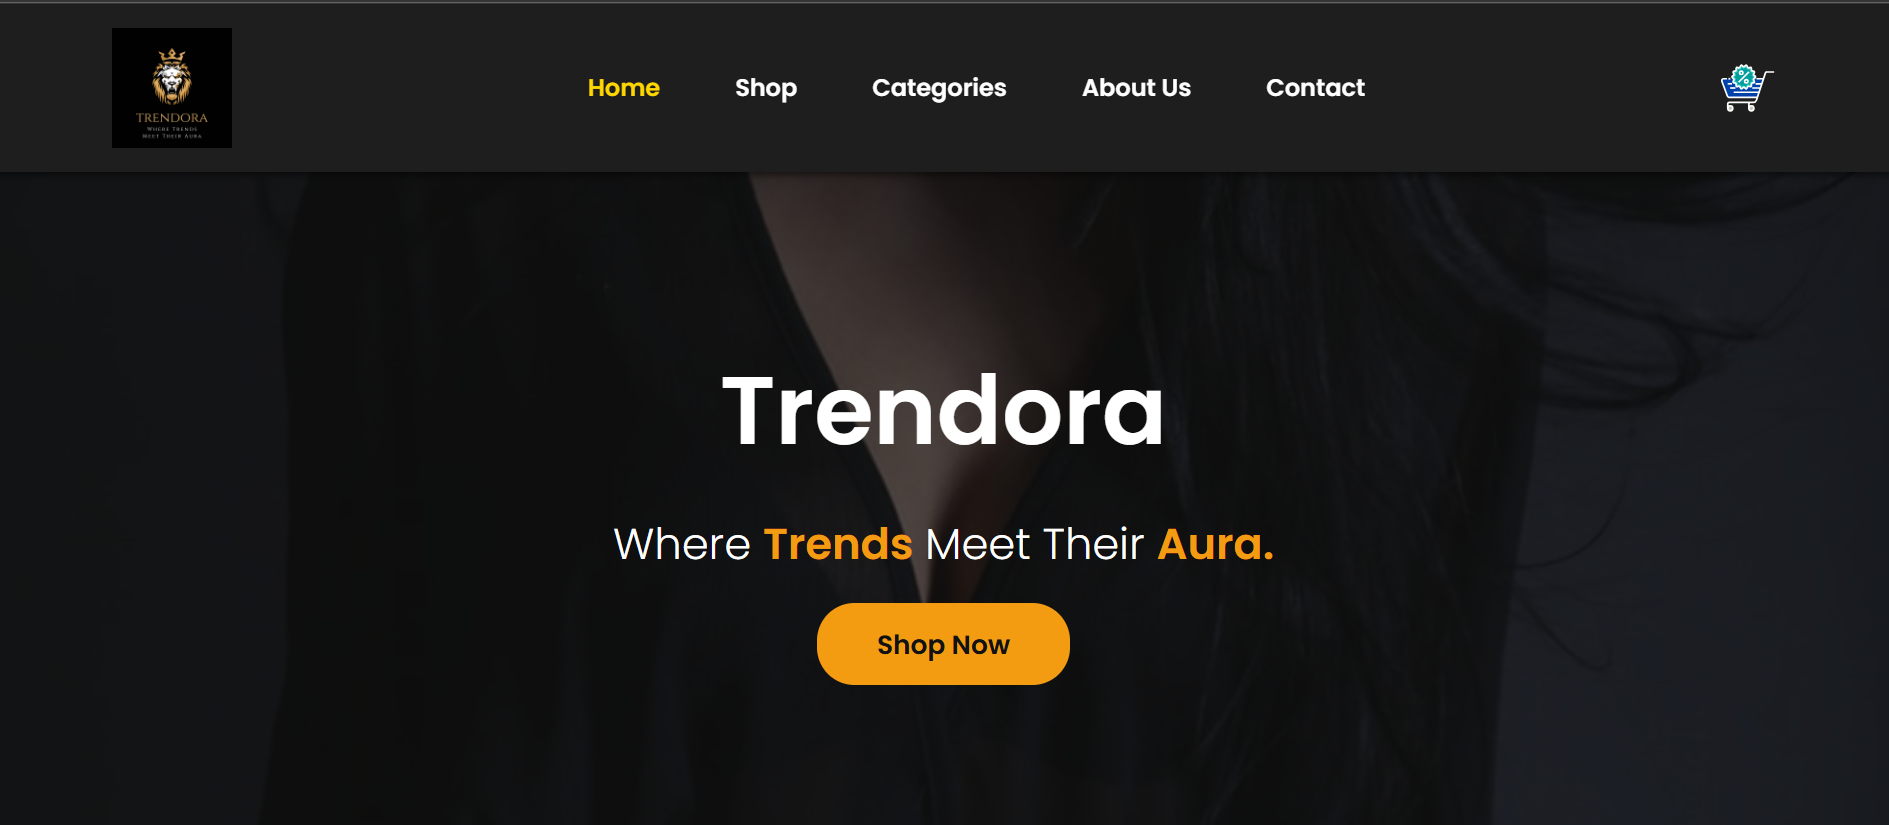 TRENDORA
WHERE TRENDS
MEET THEIR AURA
Home Shop Categories About Us Contact
%
Trendora
Where Trends Meet Their Aura.
Shop Now